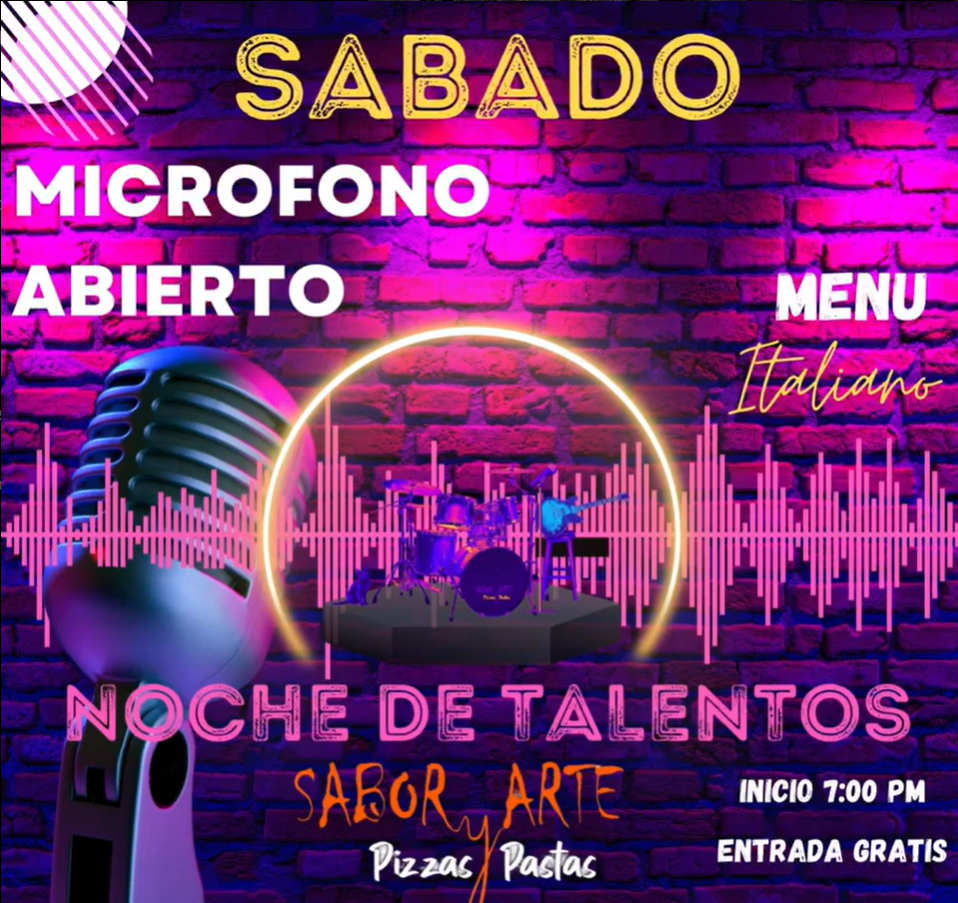 SABADO
MICROFONO
ABIERTO
MENU
Italiano
NOCHE DE TALENTOS
SABOR y ARTE
Pizzas Pastas
INICIO 7:00 PM
ENTRADA GRATIS